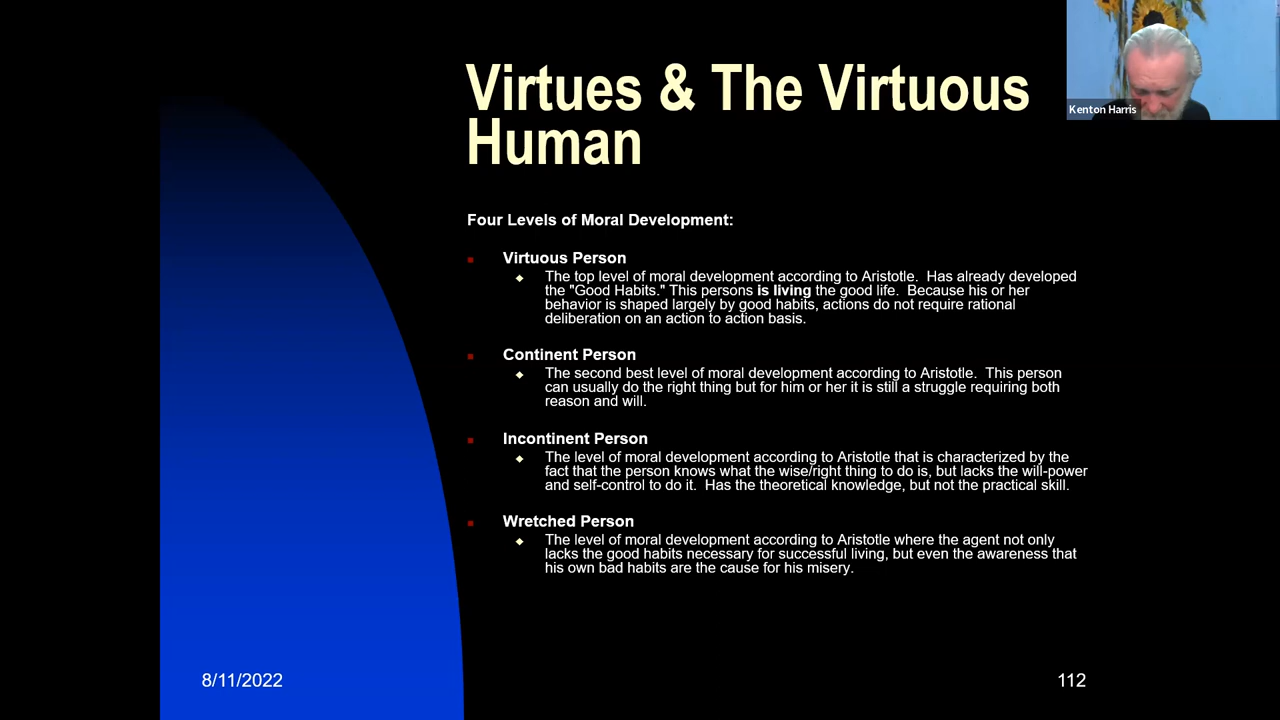 Virtues & The Virtuous
Human
Kenton Harris
Four Levels of Moral Development:
Virtuous Person
The top level of moral development according to Aristotle. Has already developed
the "Good Habits." This persons is living the good life. Because his or her
behavior is shaped largely by good habits, actions do not require rational
deliberation on an action to action basis.
Continent Person
The second best level of moral development according to Aristotle. This person
can usually do the right thing but for him or her it is still a struggle requiring both
reason and will.
Incontinent Person
The level of moral development according to Aristotle that is characterized by the
fact that the person knows what the wise/right thing to do is, but lacks the will-power
and self-control to do it. Has the theoretical knowledge, but not the practical skill.
Wretched Person
The level of moral development according to Aristotle where the agent not only
lacks the good habits necessary for successful living, but even the awareness that
his own bad habits are the cause for his misery.
8/11/2022
112